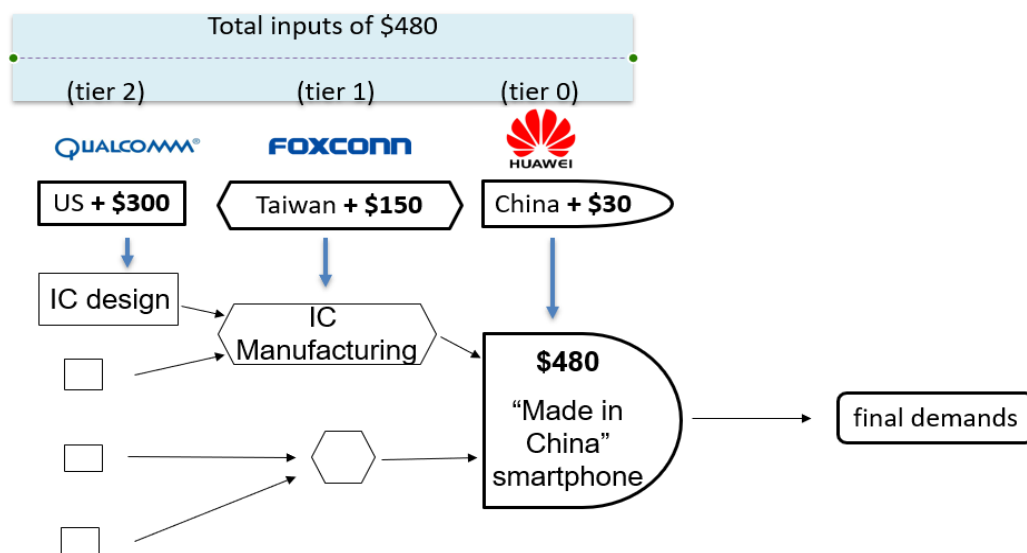 Total inputs of $480
(tier 2) (tier 1) (tier 0)
QUALCOMM® FOXCONN HUAWEI
US + $300 Taiwan + $150 China + $30
IC design
IC
Manufacturing
$480
“Made in
China”
smartphone
final demands